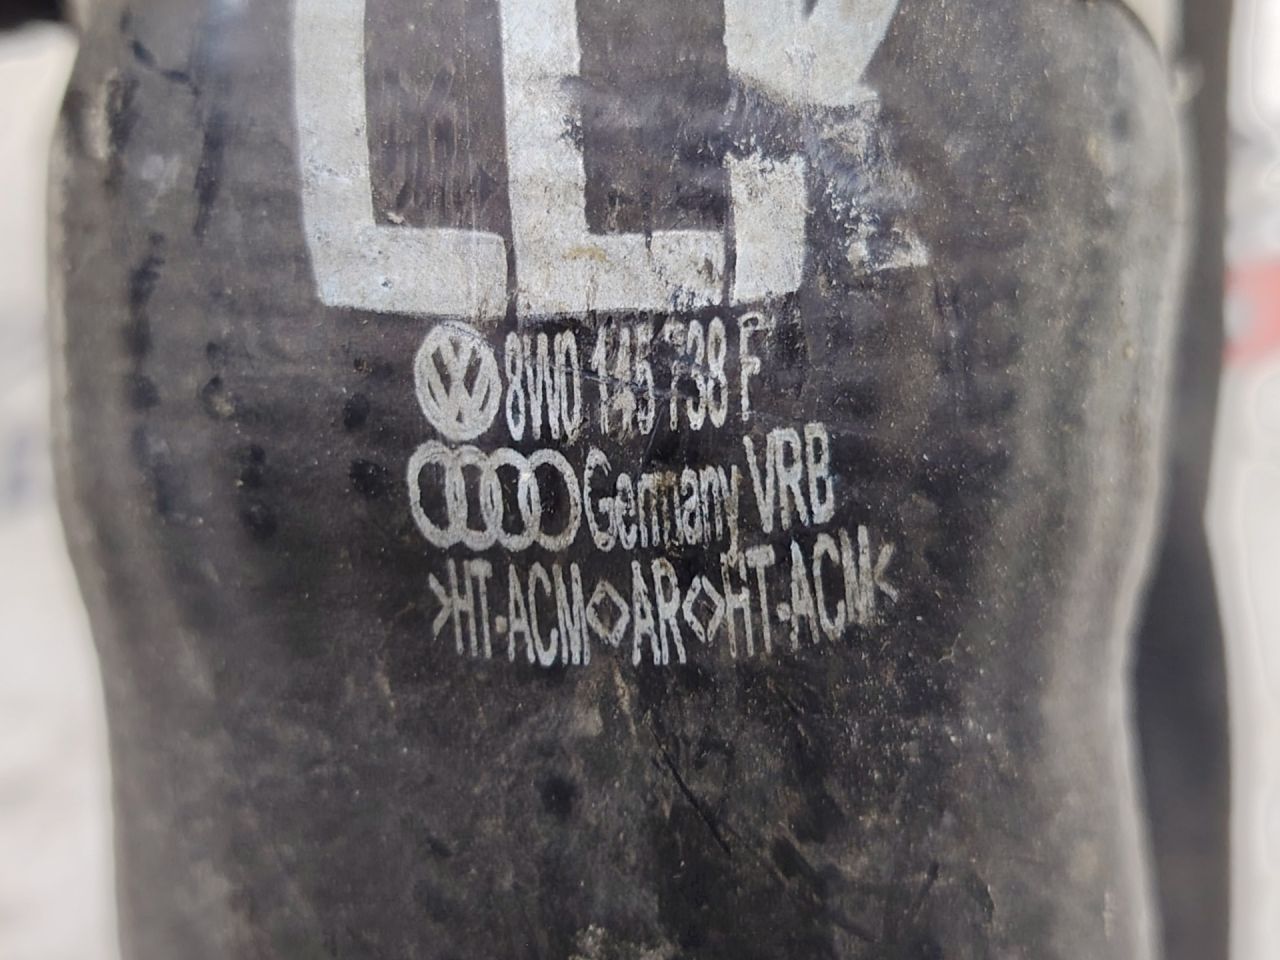 8W0 145 738 F
Germany VRB
>HT-ACM<>AR<>HT-ACM<